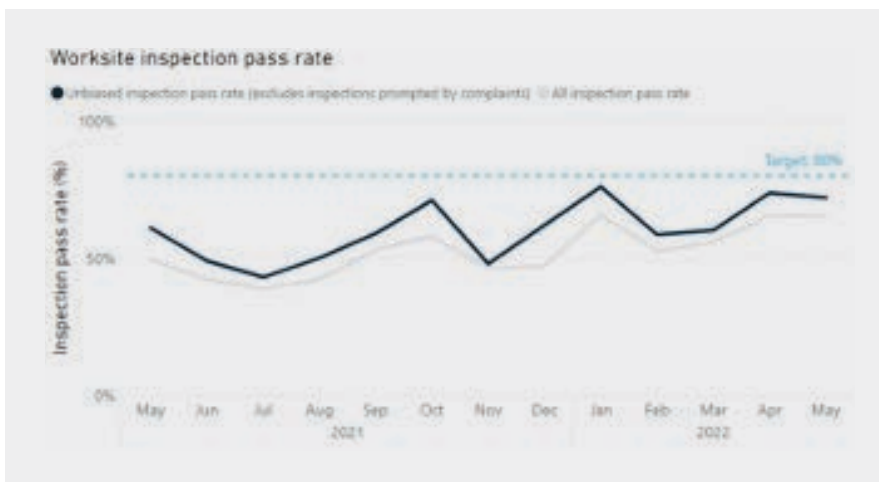 Worksite inspection pass rate
Unbiased inspection pass rate (excludes inspections prompted by complaints) All inspection pass rate
100%
Target: 80%
Inspection pass rate (%)
50%
0%
May Jun Jul Aug Sep Oct Nov Dec Jan Feb Mar Apr May
2021 2022